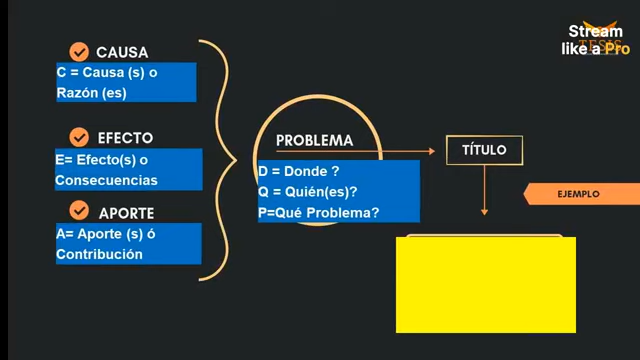 Stream
like a Pro
TESIS
CAUSA
C = Causa (s) o
Razón (es)
EFECTO
E= Efecto(s) o
Consecuencias
APORTE
A= Aporte (s) ó
Contribución
PROBLEMA
D = Donde ?
Q = Quién(es)?
P=Qué Problema?
TÍTULO
EJEMPLO